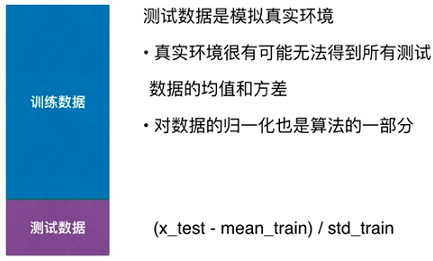 测试数据是模拟真实环境
• 真实环境很有可能无法得到所有测试
数据的均值和方差
训练数据
• 对数据的归一化也是算法的一部分
测试数据
(x_test - mean_train) / std_train